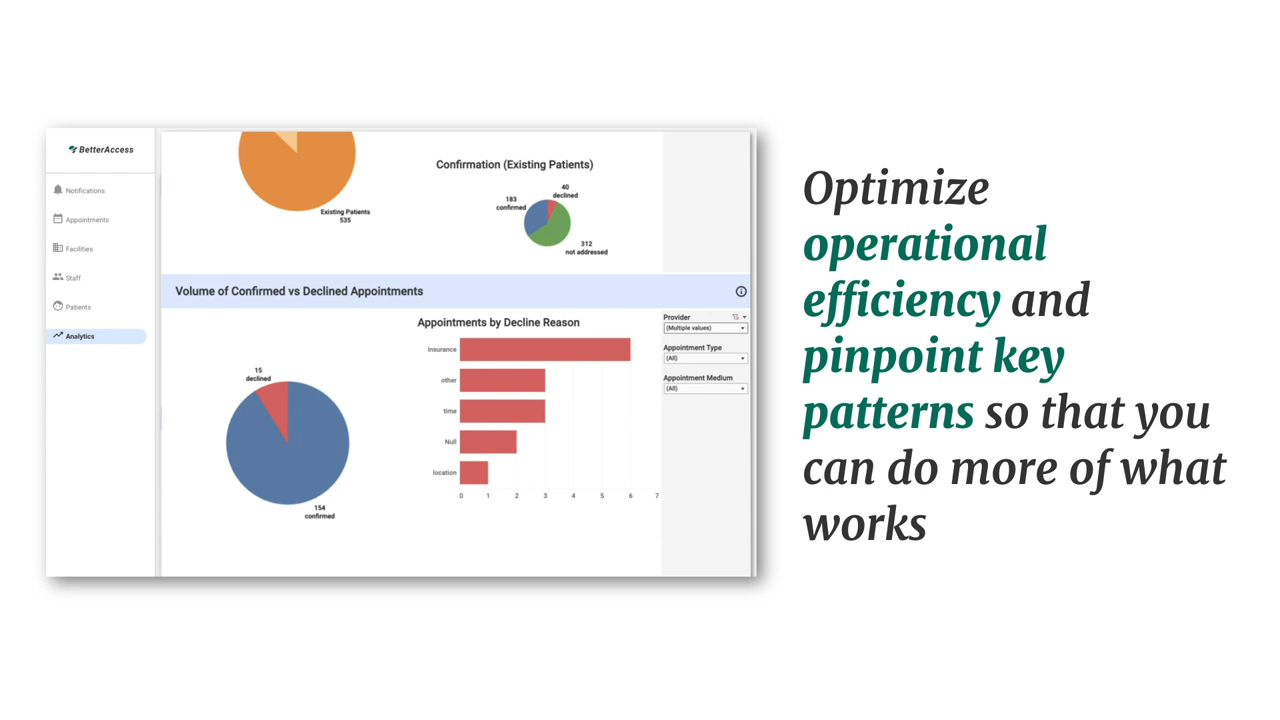 BetterAccess
Notifications
Appointments
Facilities
Staff
Patients
Analytics
Existing Patients
535
Confirmation (Existing Patients)
40
declined
183
confirmed
312
not addressed
Volume of Confirmed vs Declined Appointments
15
declined
154
confirmed
Appointments by Decline Reason
insurance
other
time
Null
location
0 1 2 3 4 5 6 7
Provider
(Multiple values)
Appointment Type
(All)
Appointment Medium
(All)
Optimize
operational
efficiency and
pinpoint key
patterns so that you
can do more of what
works